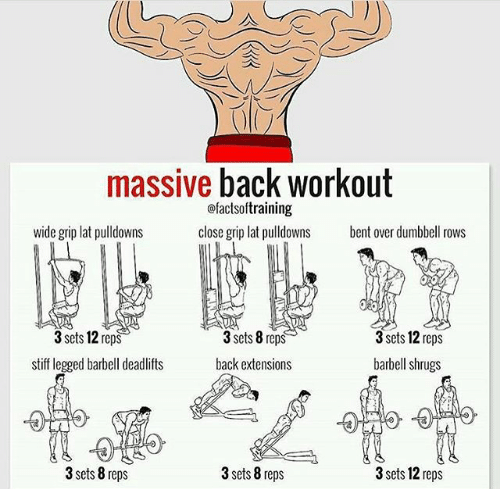 massive back workout
@factsoftraining
wide grip lat pulldowns
close grip lat pulldowns
bent over dumbbell rows
3 sets 12 reps
3 sets 8 reps
3 sets 12 reps
stiff legged barbell deadlifts
back extensions
barbell shrugs
3 sets 8 reps
3 sets 8 reps
3 sets 12 reps